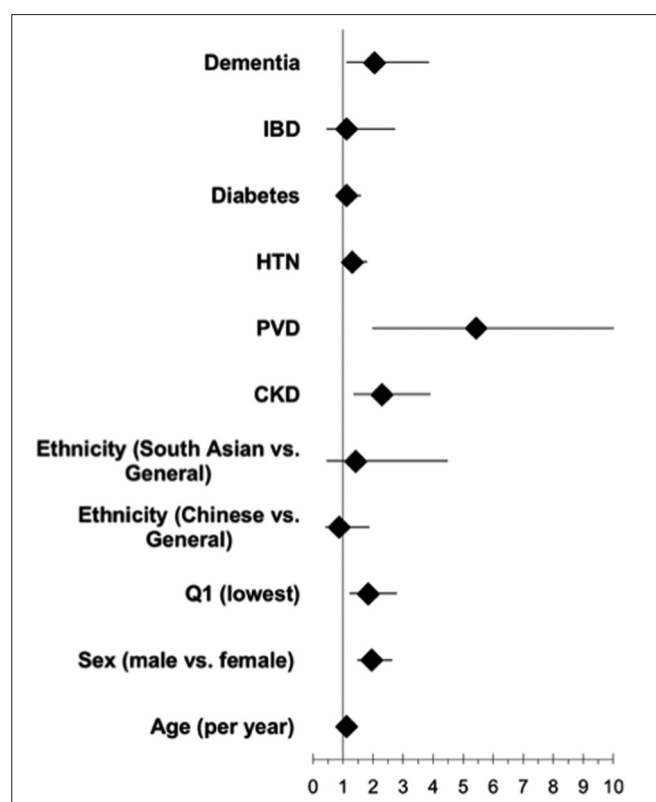 Dementia
IBD
Diabetes
HTN
PVD
CKD
Ethnicity (South Asian vs.
General)
Ethnicity (Chinese vs.
General)
Q1 (lowest)
Sex (male vs. female)
Age (per year)
0 1 2 3 4 5 6 7 8 9 10